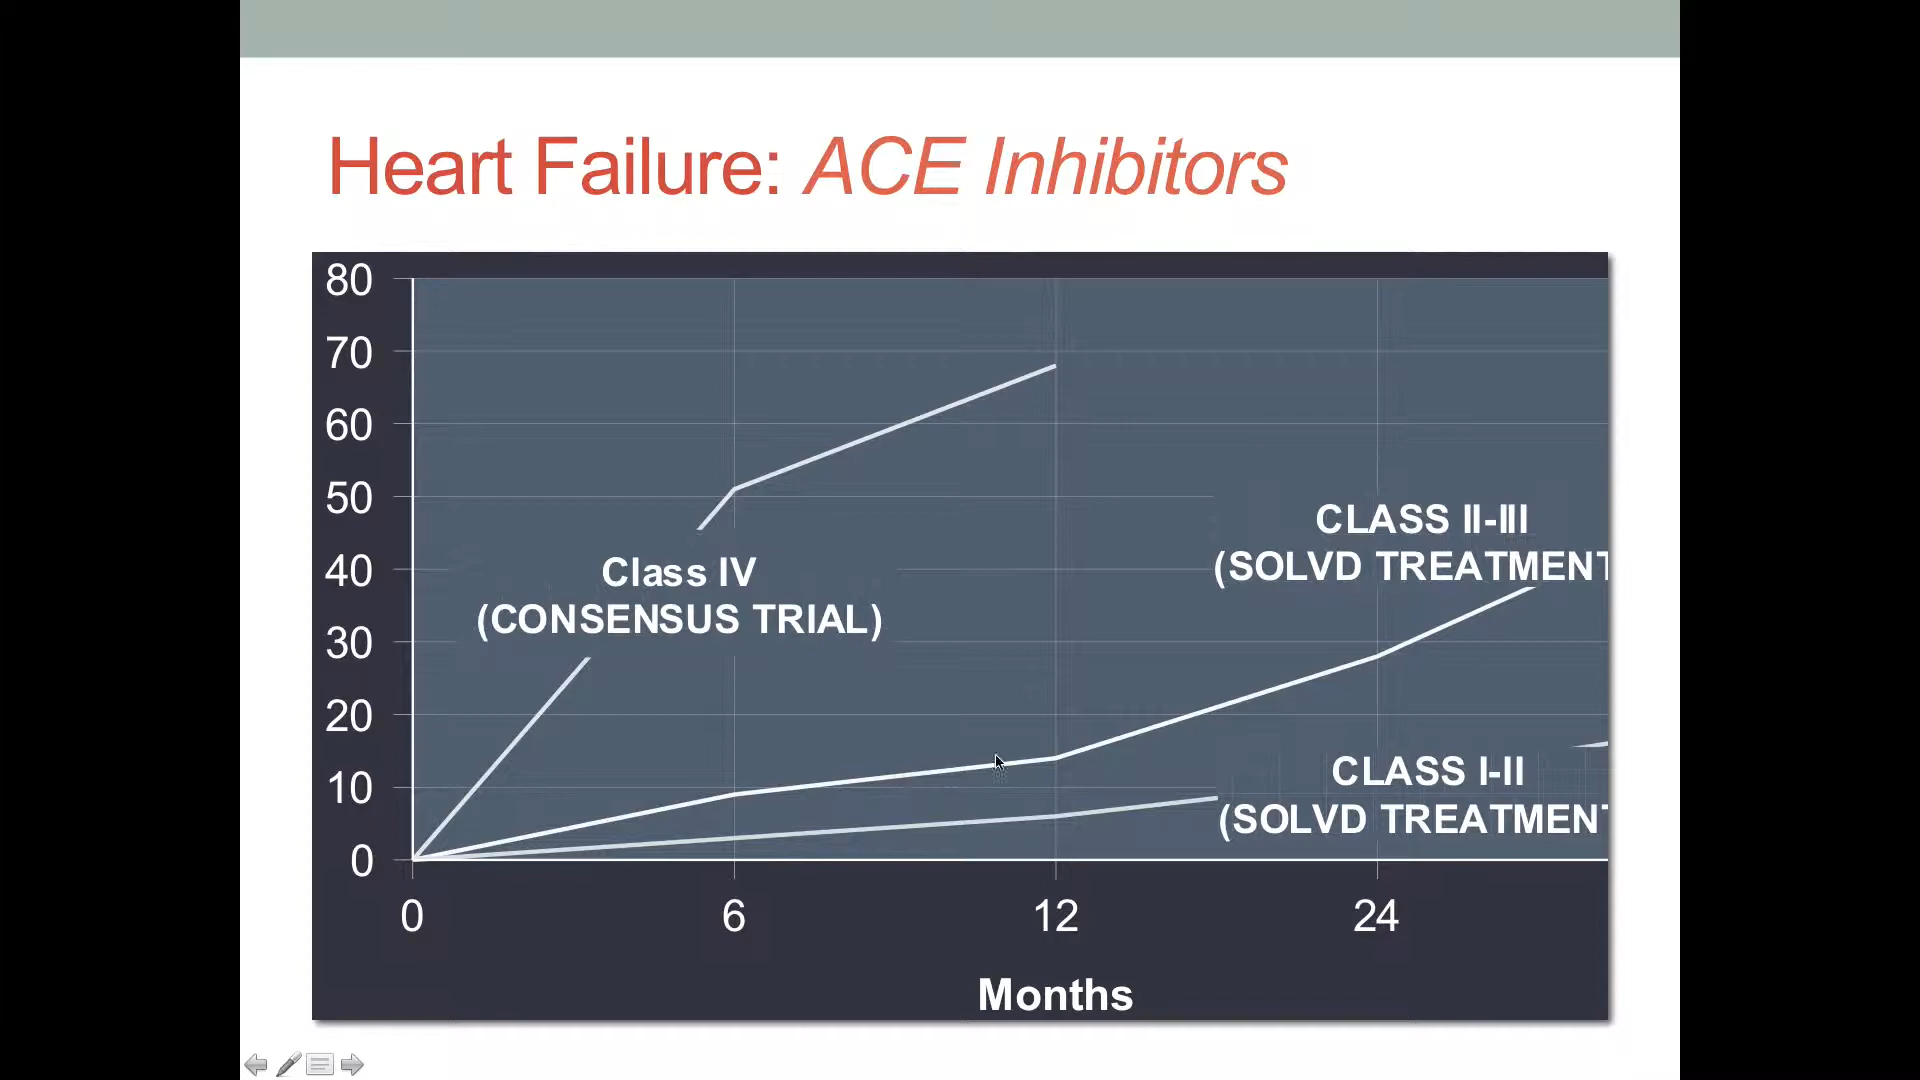 Heart Failure: ACE Inhibitors
80
70
60
50
40
30
20
10
0
Class IV
(CONSENSUS TRIAL)
CLASS II-III
(SOLVD TREATMENT
CLASS I-II
(SOLVD TREATMENT
0 6 12 24
Months